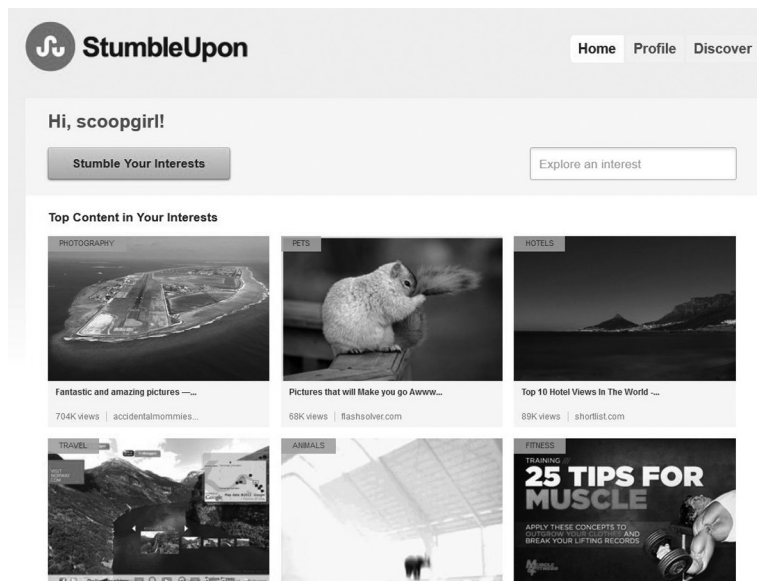 StumbleUpon
Home Profile Discover
Hi, scoopgirl!
Stumble Your Interests
Explore an interest
Top Content in Your Interests
PHOTOGRAPHY
PETS
HOTELS
Fantastic and amazing pictures —...
Pictures that will Make you go Awww...
Top 10 Hotel Views In The World -...
704K views | accidentalmommies...
68K views | flashsolver.com
89K views | shortlist.com
TRAVEL
ANIMALS
FITNESS
VISIT
NORWAY
Google
TRAINING //
25 TIPS FOR
MUSCLE
APPLY THESE CONCEPTS TO
OUTGROW YOUR CLOTHES AND
BREAK YOUR LIFTING RECORDS